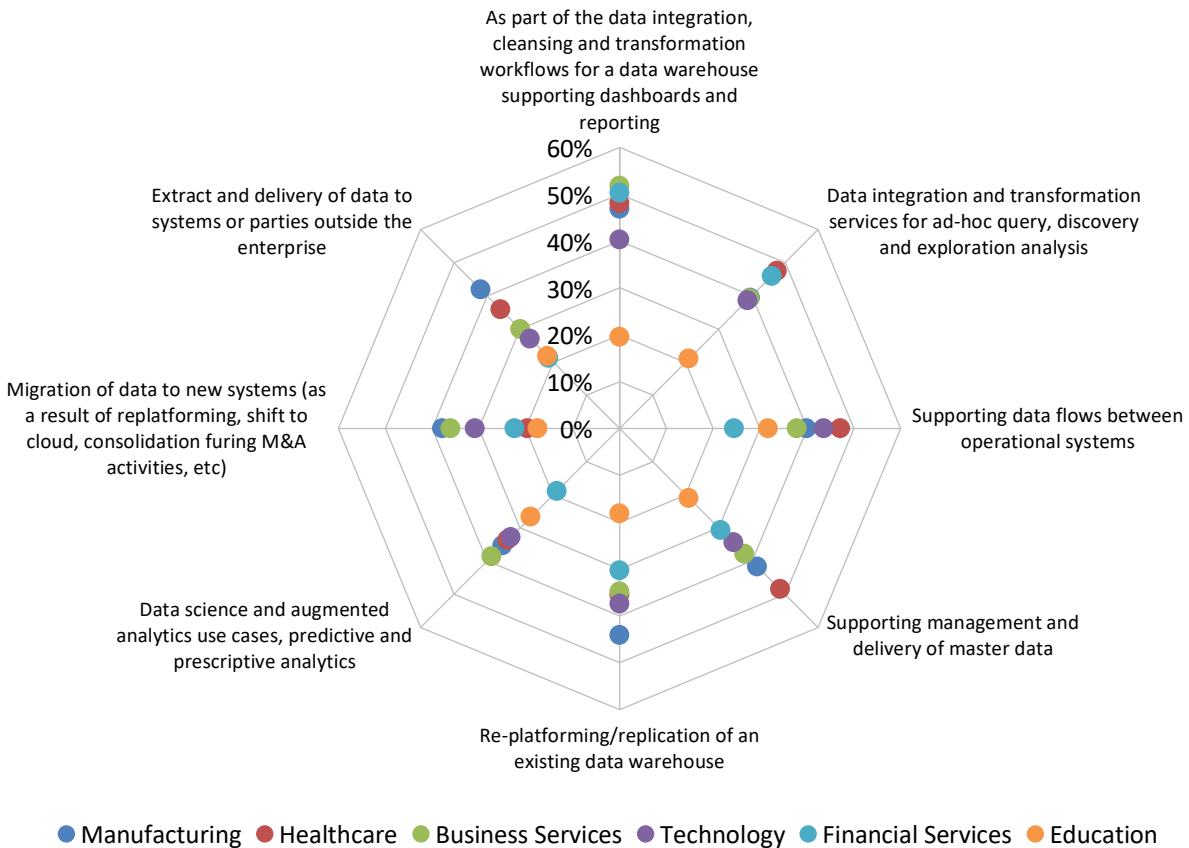 As part of the data integration,
cleansing and transformation
workflows for a data warehouse
supporting dashboards and
reporting
60%
50%
40%
30%
20%
10%
0%
Data integration and transformation
services for ad-hoc query, discovery
and exploration analysis
Supporting data flows between
operational systems
Supporting management and
delivery of master data
Re-platforming/replication of an
existing data warehouse
Data science and augmented
analytics use cases, predictive and
prescriptive analytics
Migration of data to new systems (as
a result of replatforming, shift to
cloud, consolidation furing M&A
activities, etc)
Extract and delivery of data to
systems or parties outside the
enterprise
Manufacturing Healthcare Business Services Technology Financial Services Education